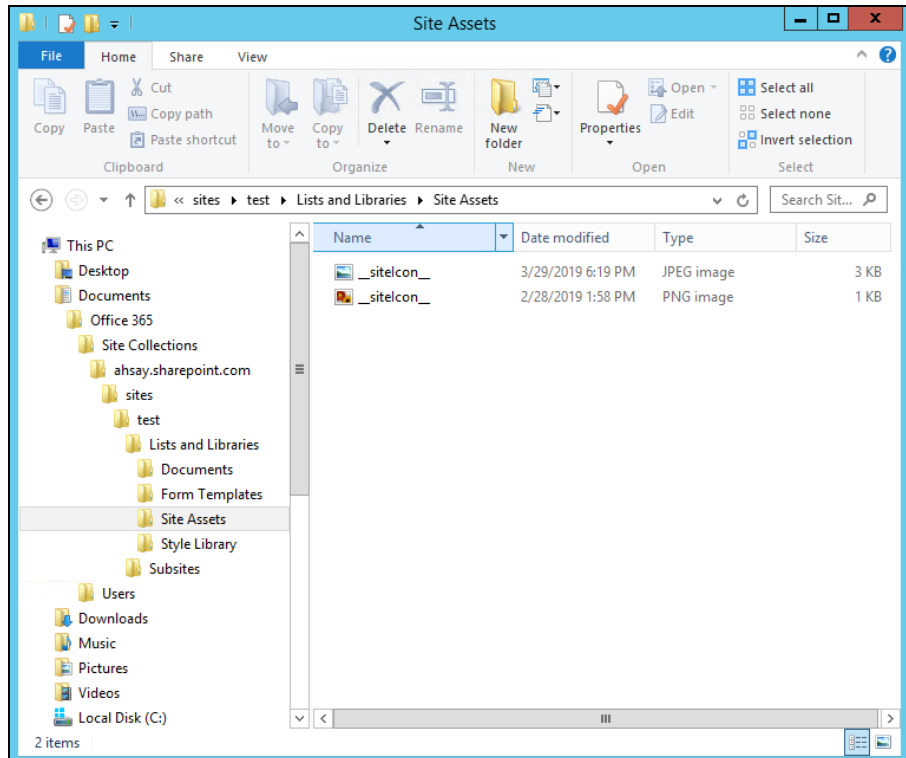 Site Assets
File Home Share View
Copy
Paste
Cut
Copy path
Paste shortcut
Clipboard
Move to
Copy to
Delete
Rename
Organize
New folder
New
Properties
Open
Edit
Open
Select all
Select none
Invert selection
Select
« sites test Lists and Libraries Site Assets
Search Sit...
This PC
Desktop
Documents
Office 365
Site Collections
ahsay.sharepoint.com
sites
test
Lists and Libraries
Documents
Form Templates
Site Assets
Style Library
Subsites
Users
Downloads
Music
Pictures
Videos
Local Disk (C:)
Name Date modified Type Size
__siteIcon__ 3/29/2019 6:19 PM JPEG image 3 KB
__siteIcon__ 2/28/2019 1:58 PM PNG image 1 KB
2 items